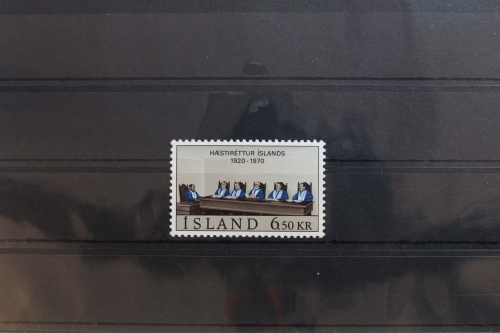 HÆSTIRÉTTUR ÍSLANDS
1920 - 1970
ÍSLAND 6.50 KR